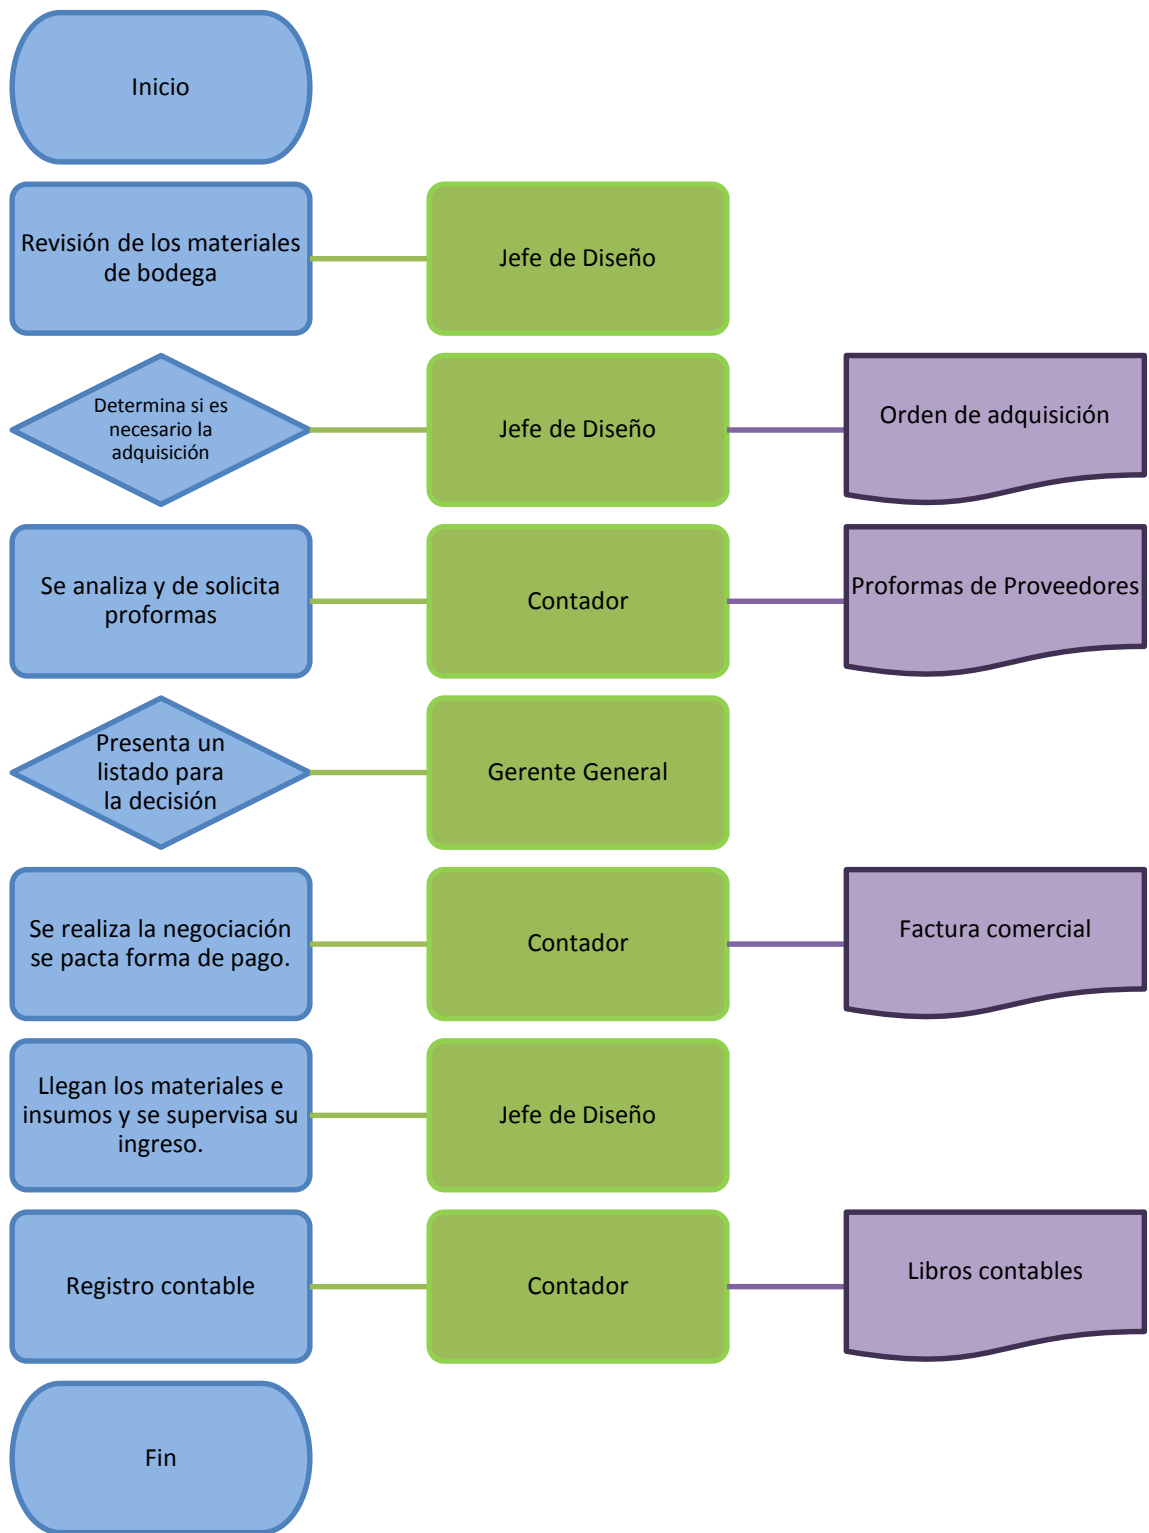 Inicio
Revisión de los materiales
de bodega
Jefe de Diseño
Determina si es
necesario la
adquisición
Jefe de Diseño
Orden de adquisición
Se analiza y de solicita
proformas
Contador
Proformas de Proveedores
Presenta un
listado para
la decisión
Gerente General
Se realiza la negociación
se pacta forma de pago.
Contador
Factura comercial
Llegan los materiales e
insumos y se supervisa su
ingreso.
Jefe de Diseño
Registro contable
Contador
Libros contables
Fin